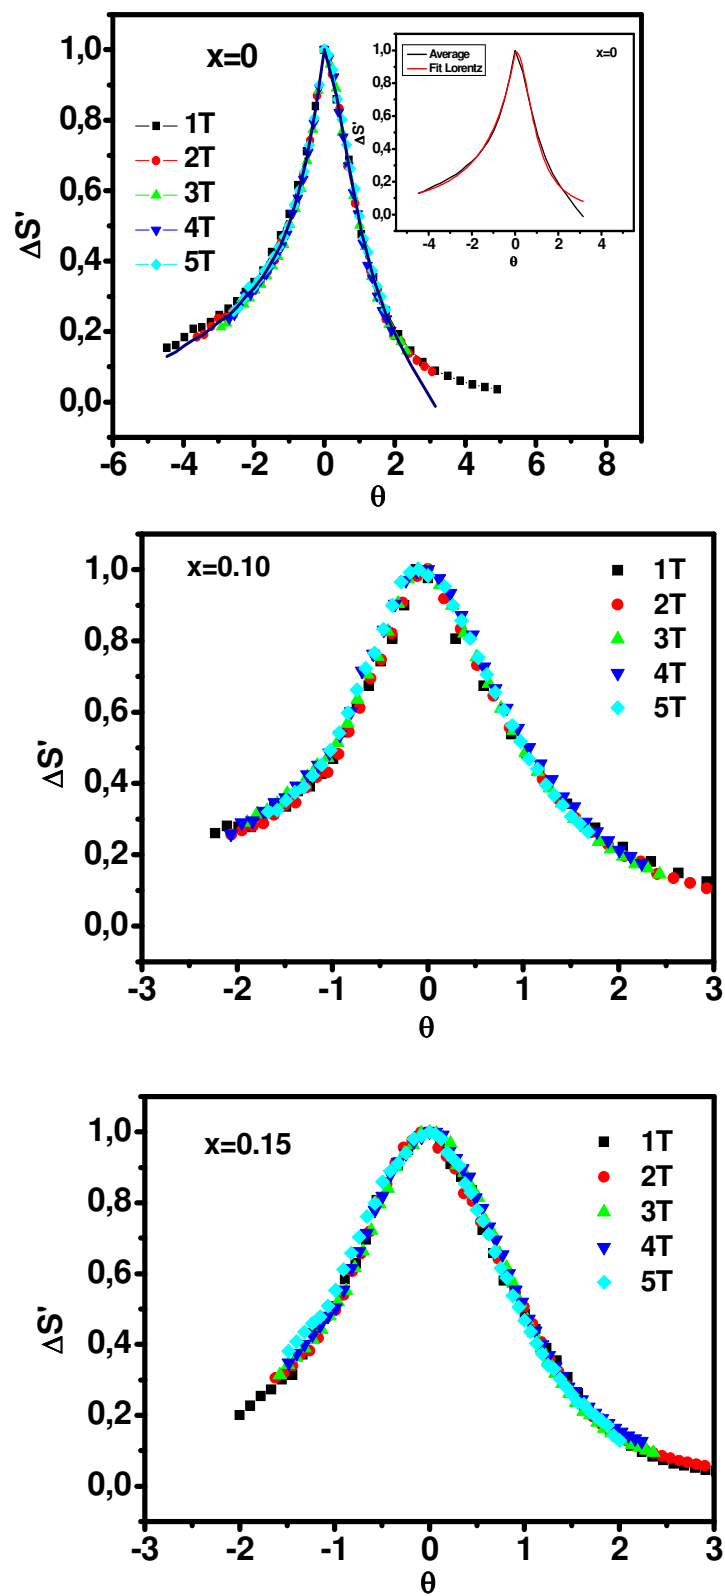 x=0
1T
2T
3T
4T
5T
ΔS'
1,0
0,8
0,6
0,4
0,2
0,0
-6 -4 -2 0 2 4 6 8
θ
Average
Fit Lorentz
x=0
ΔS'
1,0
0,8
0,6
0,4
0,2
0,0
-4 -2 0 2 4
θ
x=0.10
1T
2T
3T
4T
5T
ΔS'
1,0
0,8
0,6
0,4
0,2
0,0
-3 -2 -1 0 1 2 3
θ
x=0.15
1T
2T
3T
4T
5T
ΔS'
1,0
0,8
0,6
0,4
0,2
0,0
-3 -2 -1 0 1 2 3
θ